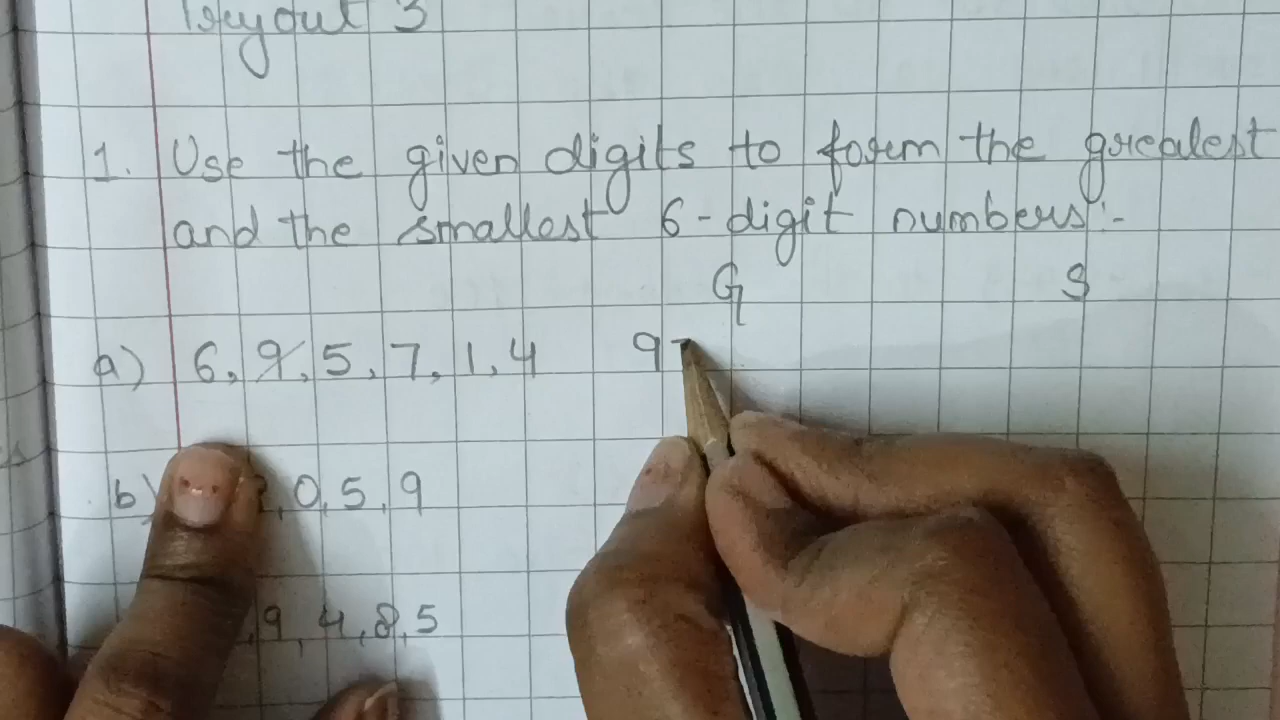 Tryout 3
1. Use the given digits to form the greatest
and the smallest 6-digit numbers:-
G S
a) 6, 9, 5, 7, 1, 4 97
b) , 0, 5, 9
, 9, 4, 8, 5